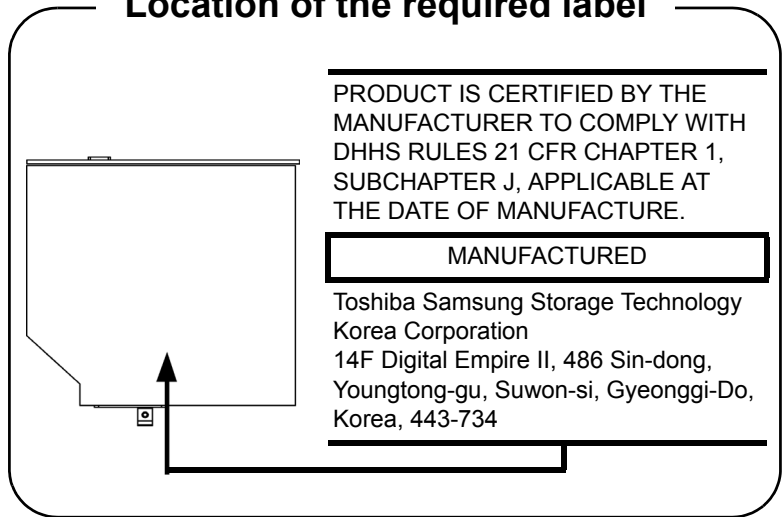 Location of the required label
PRODUCT IS CERTIFIED BY THE
MANUFACTURER TO COMPLY WITH
DHHS RULES 21 CFR CHAPTER 1,
SUBCHAPTER J, APPLICABLE AT
THE DATE OF MANUFACTURE.
MANUFACTURED
Toshiba Samsung Storage Technology
Korea Corporation
14F Digital Empire II, 486 Sin-dong,
Youngtong-gu, Suwon-si, Gyeonggi-Do,
Korea, 443-734